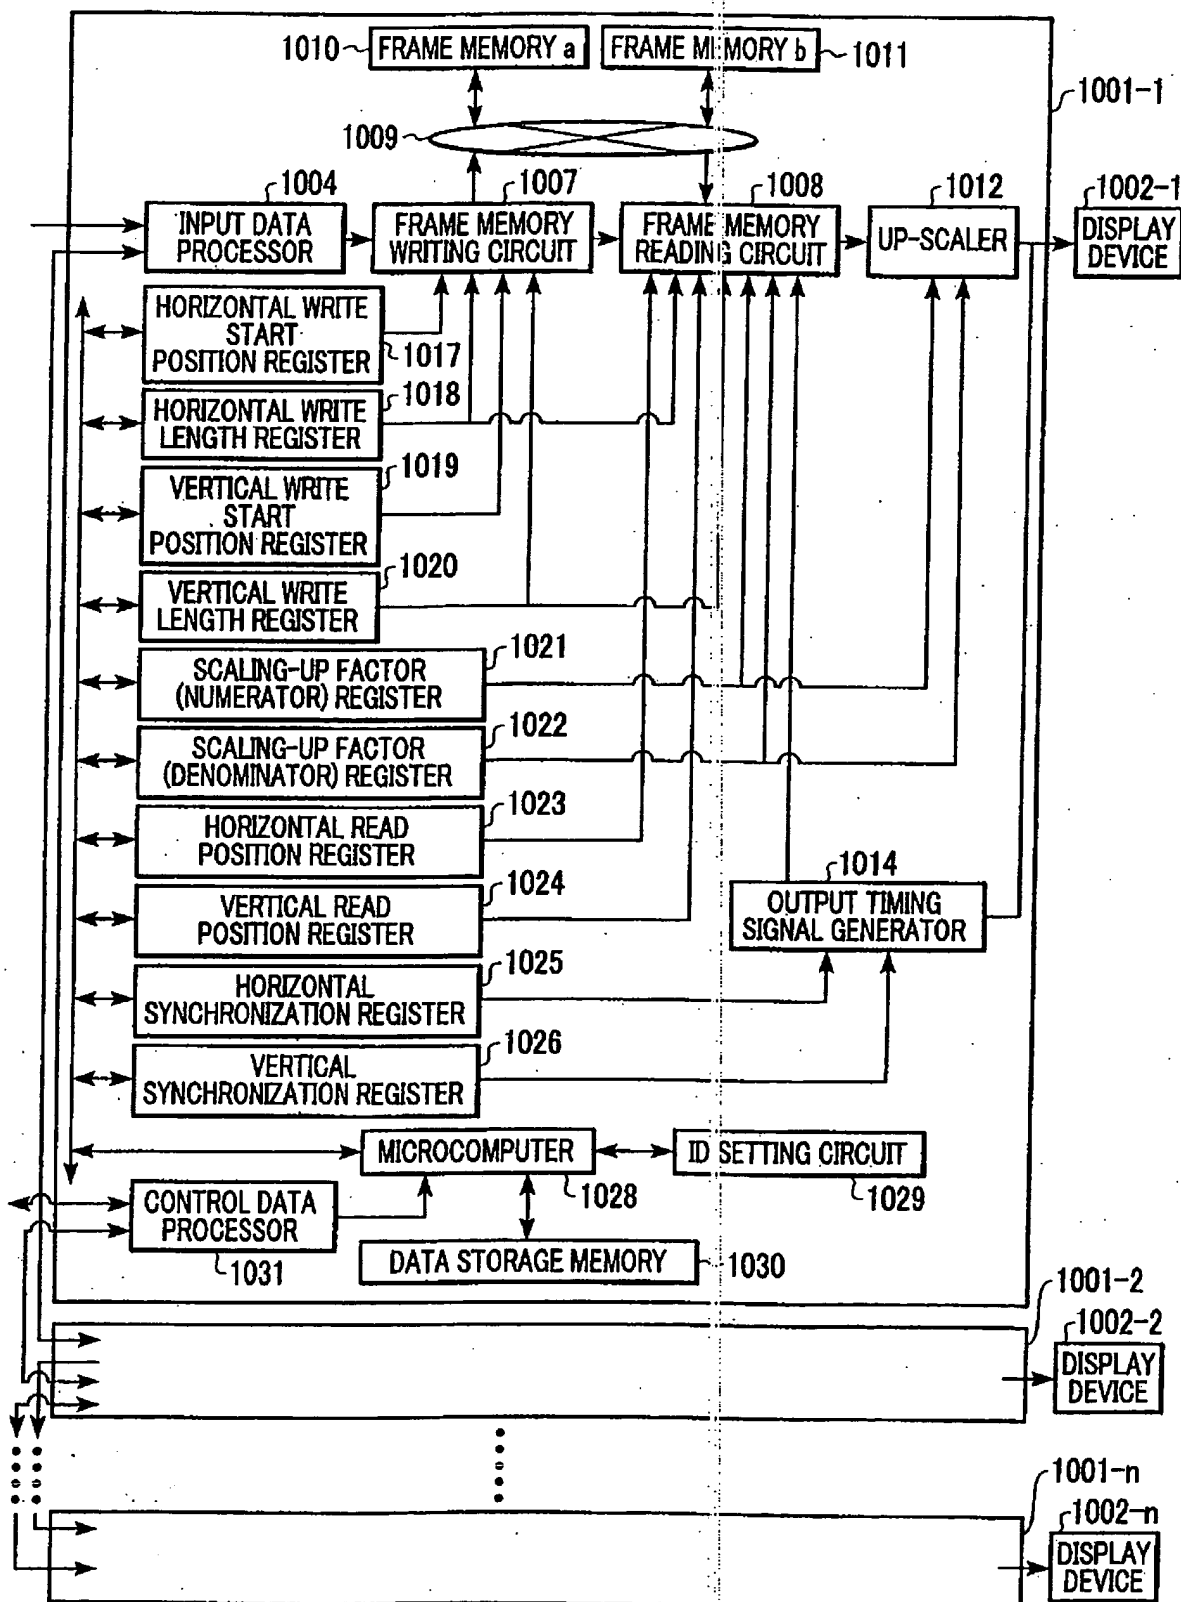 1010 FRAME MEMORY a FRAME MEMORY b 1011
1001-1
1009
1004 1007 1008 1012 1002-1
INPUT DATA
PROCESSOR
FRAME MEMORY
WRITING CIRCUIT
FRAME MEMORY
READING CIRCUIT
UP-SCALER
DISPLAY
DEVICE
HORIZONTAL WRITE
START
POSITION REGISTER
1017
1018
HORIZONTAL WRITE
LENGTH REGISTER
1019
VERTICAL WRITE
START
POSITION REGISTER
1020
VERTICAL WRITE
LENGTH REGISTER
1021
SCALING-UP FACTOR
(NUMERATOR) REGISTER
1022
SCALING-UP FACTOR
(DENOMINATOR) REGISTER
1023
HORIZONTAL READ
POSITION REGISTER
1024
VERTICAL READ
POSITION REGISTER
1014
OUTPUT TIMING
SIGNAL GENERATOR
1025
HORIZONTAL
SYNCHRONIZATION REGISTER
1026
VERTICAL
SYNCHRONIZATION REGISTER
MICROCOMPUTER
1028
ID SETTING CIRCUIT
1029
CONTROL DATA
PROCESSOR
1031
DATA STORAGE MEMORY 1030
1001-2
1002-2
DISPLAY
DEVICE
1001-n
1002-n
DISPLAY
DEVICE